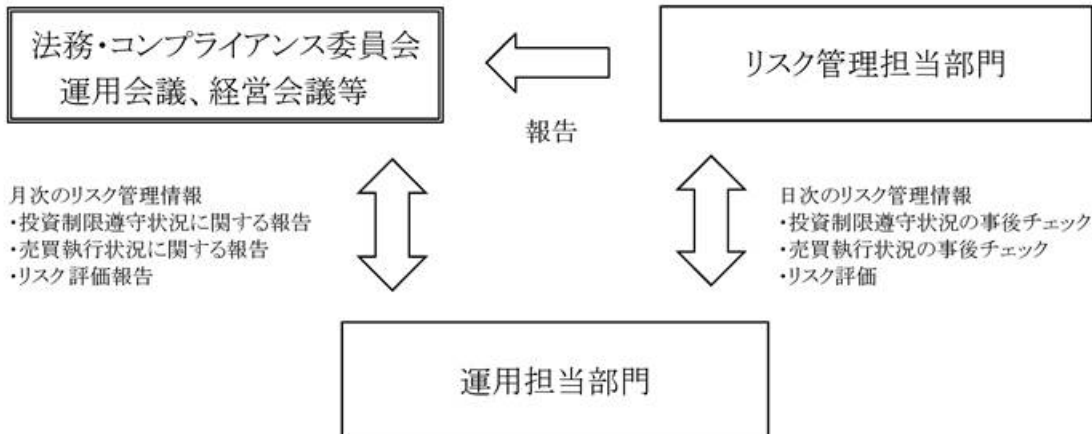 法務・コンプライアンス委員会
運用会議、経営会議等
リスク管理担当部門
報告
月次のリスク管理情報
・投資制限遵守状況に関する報告
・売買執行状況に関する報告
・リスク評価報告
日次のリスク管理情報
・投資制限遵守状況の事後チェック
・売買執行状況の事後チェック
・リスク評価
運用担当部門